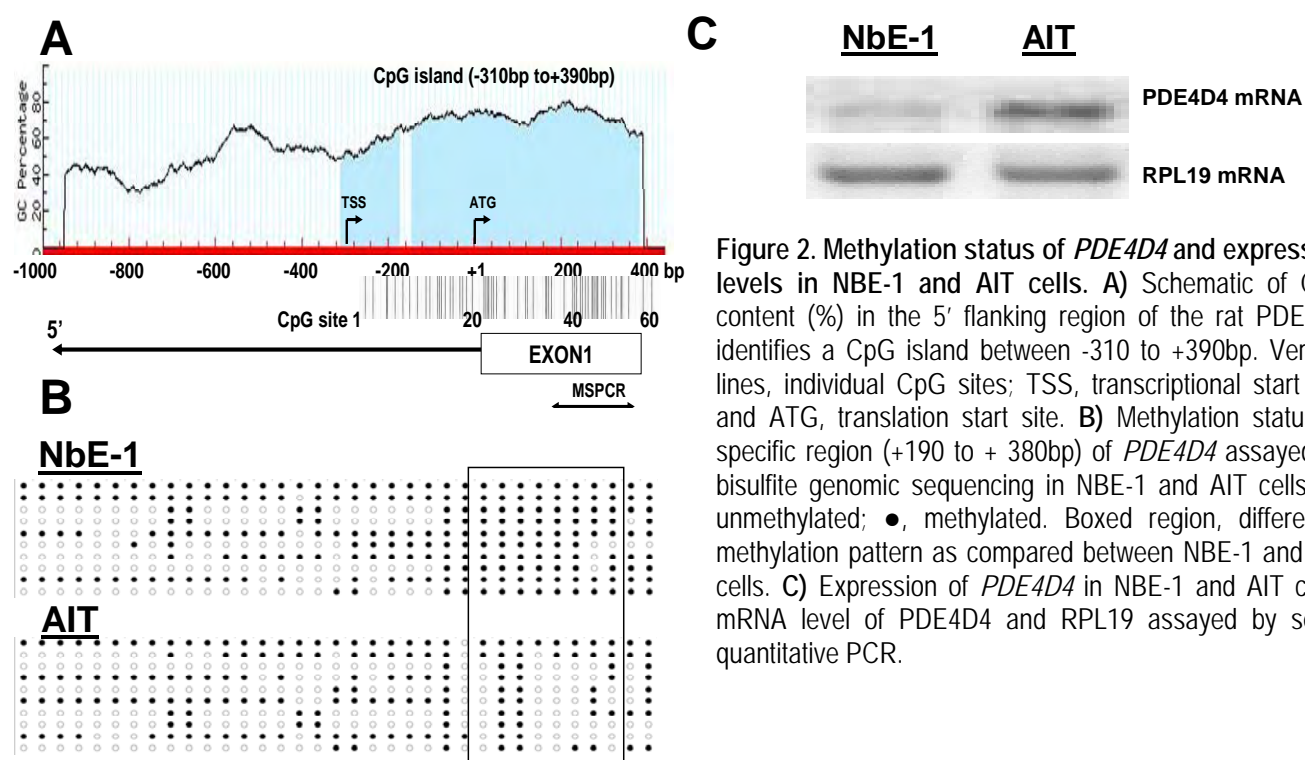 A
CpG island (-310bp to+390bp)
GC Percentage
80
60
40
20
0
TSS
ATG
-1000 -800 -600 -400 -200 +1 200 400 bp
CpG site 1 20 40 60
5'
EXON1
MSPCR
B
NbE-1
AIT
C
NbE-1 AIT
PDE4D4 mRNA
RPL19 mRNA
Figure 2. Methylation status of PDE4D4 and express
levels in NBE-1 and AIT cells. A) Schematic of
content (%) in the 5' flanking region of the rat
identifies a CpG island between -310 to +390bp.
lines, individual CpG sites; TSS, transcriptional start
and ATG, translation start site. B) Methylation
specific region (+190 to + 380bp) of PDE4D4 assayed
bisulfite genomic sequencing in NBE-1 and AIT cells
unmethylated; ●, methylated. Boxed region,
methylation pattern as compared between NBE-1 and
cells. C) Expression of PDE4D4 in NBE-1 and AIT
mRNA level of PDE4D4 and RPL19 assayed by
quantitative PCR.